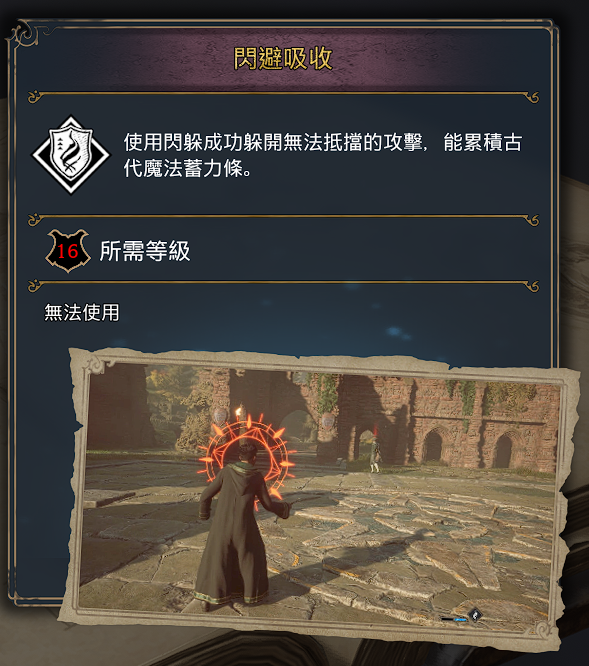 閃避吸收
使用閃躲成功躲開無法抵擋的攻擊，能累積古
代魔法蓄力條。
16 所需等級
無法使用